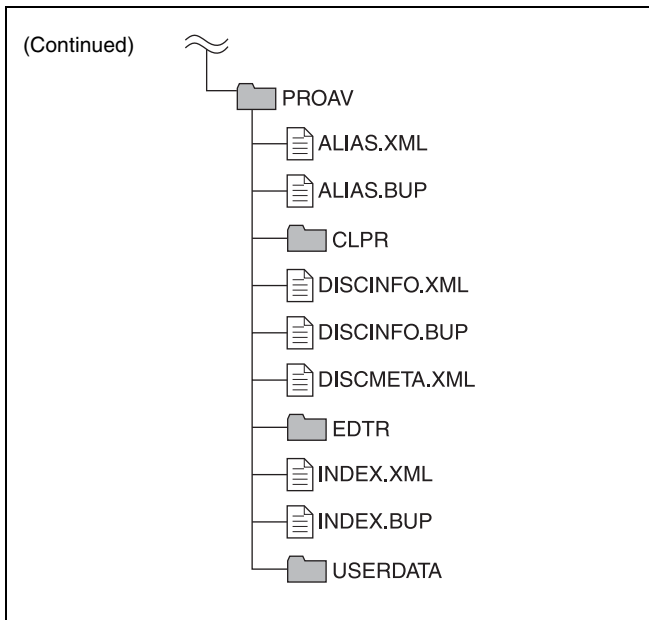 (Continued)
PROAV
ALIAS.XML
ALIAS.BUP
CLPR
DISCINFO.XML
DISCINFO.BUP
DISCMETA.XML
EDTR
INDEX.XML
INDEX.BUP
USERDATA